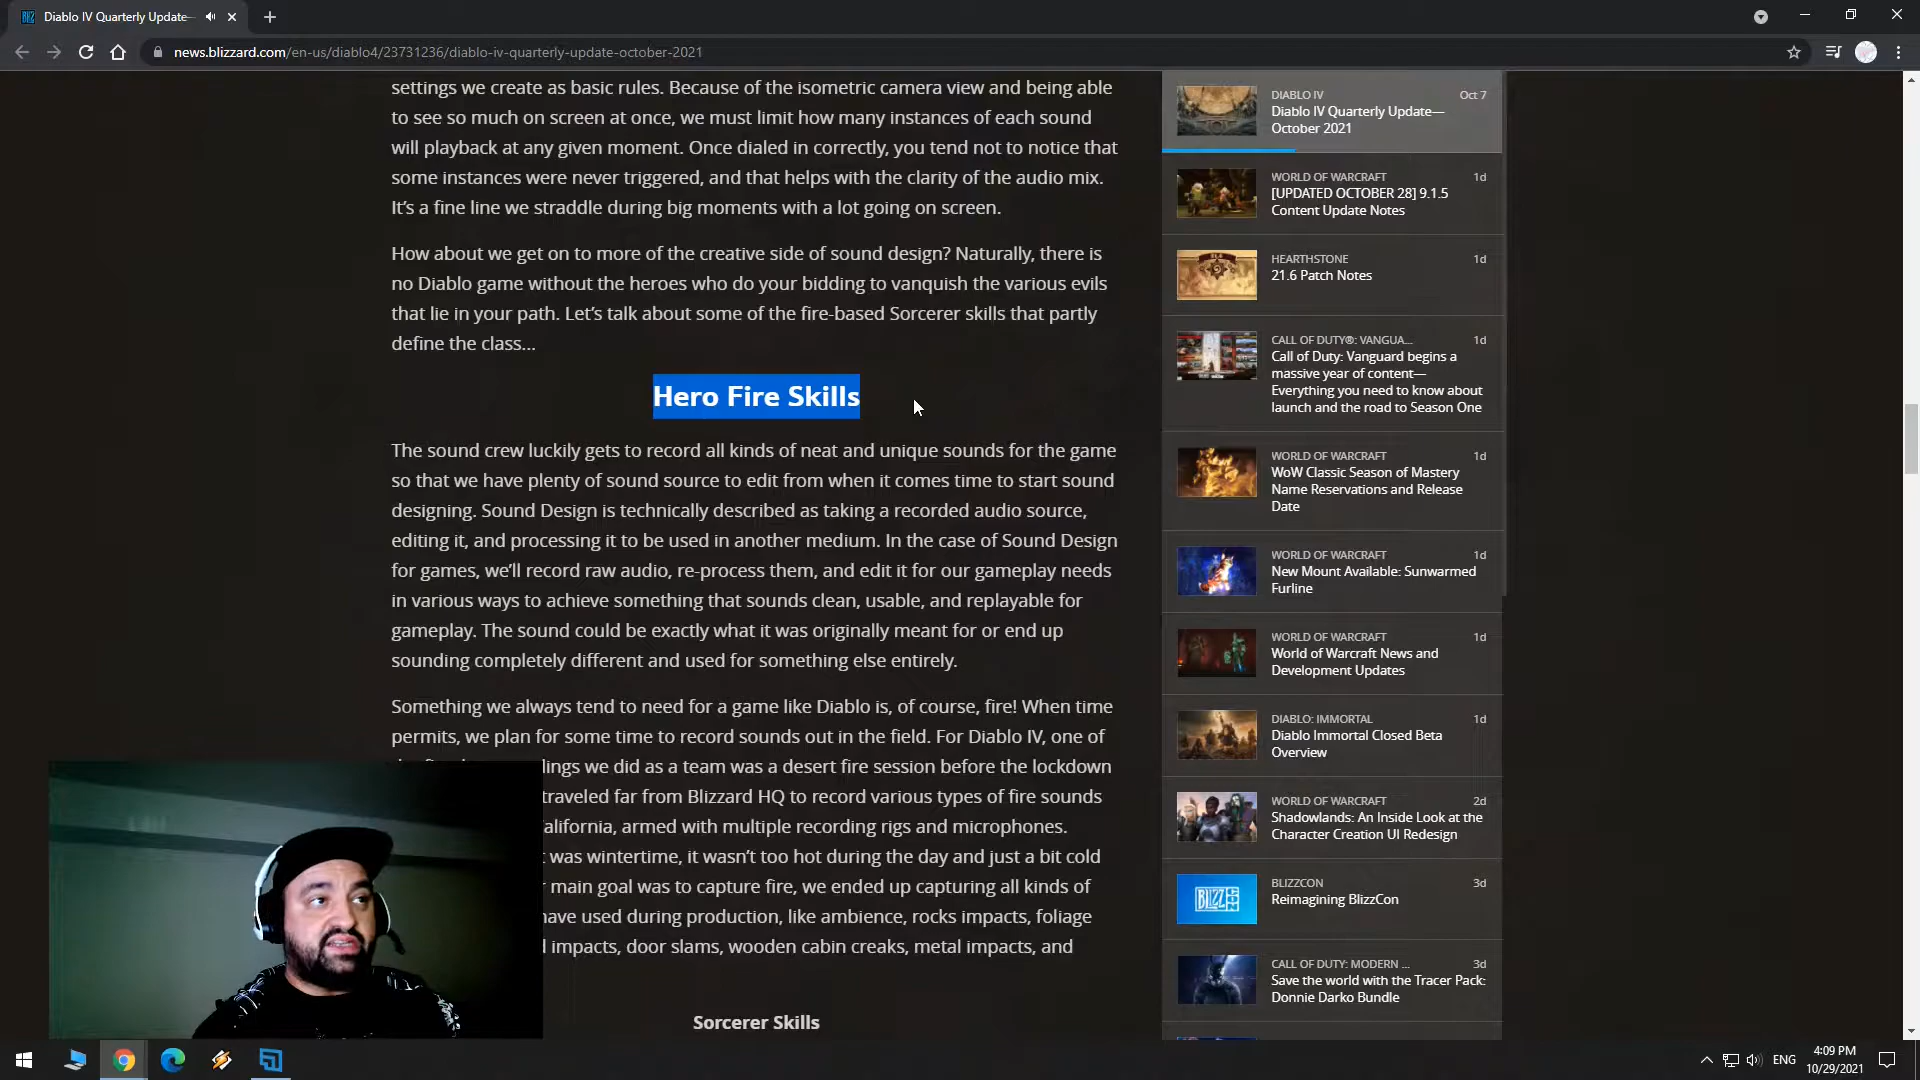 Diablo IV Quarterly Update—
news.blizzard.com/en-us/diablo4/23731236/diablo-iv-quarterly-update-october-2021
settings we create as basic rules. Because of the isometric camera view and being able
to see so much on screen at once, we must limit how many instances of each sound
will playback at any given moment. Once dialed in correctly, you tend not to notice that
some instances were never triggered, and that helps with the clarity of the audio mix.
It’s a fine line we straddle during big moments with a lot going on screen.
How about we get on to more of the creative side of sound design? Naturally, there is
no Diablo game without the heroes who do your bidding to vanquish the various evils
that lie in your path. Let’s talk about some of the fire-based Sorcerer skills that partly
define the class…
Hero Fire Skills
The sound crew luckily gets to record all kinds of neat and unique sounds for the game
so that we have plenty of sound source to edit from when it comes time to start sound
designing. Sound Design is technically described as taking a recorded audio source,
editing it, and processing it to be used in another medium. In the case of Sound Design
for games, we’ll record raw audio, re-process them, and edit it for our gameplay needs
in various ways to achieve something that sounds clean, usable, and replayable for
gameplay. The sound could be exactly what it was originally meant for or end up
sounding completely different and used for something else entirely.
Something we always tend to need for a game like Diablo is, of course, fire! When time
permits, we plan for some time to record sounds out in the field. For Diablo IV, one of
we did as a team was a desert fire session before the lockdown
traveled far from Blizzard HQ to record various types of fire sounds
armed with multiple recording rigs and microphones.
was wintertime, it wasn’t too hot during the day and just a bit cold
main goal was to capture fire, we ended up capturing all kinds of
have used during production, like ambience, rocks impacts, foliage
impacts, door slams, wooden cabin creaks, metal impacts, and
Sorcerer Skills
DIABLO IV
Oct 7
Diablo IV Quarterly Update—
October 2021
WORLD OF WARCRAFT
1d
[UPDATED OCTOBER 28] 9.1.5
Content Update Notes
HEARTHSTONE
1d
21.6 Patch Notes
CALL OF DUTY®: VANGUA...
1d
Call of Duty: Vanguard begins a
massive year of content—
Everything you need to know about
launch and the road to Season One
WORLD OF WARCRAFT
1d
WoW Classic Season of Mastery
Name Reservations and Release
Date
WORLD OF WARCRAFT
1d
New Mount Available: Sunwarmed
Furline
WORLD OF WARCRAFT
1d
World of Warcraft News and
Development Updates
DIABLO: IMMORTAL
1d
Diablo Immortal Closed Beta
Overview
WORLD OF WARCRAFT
2d
Shadowlands: An Inside Look at the
Character Creation UI Redesign
BLIZZCON
3d
Reimagining BlizzCon
CALL OF DUTY: MODERN ...
3d
Save the world with the Tracer Pack:
Donnie Darko Bundle
ENG
4:09 PM
10/29/2021